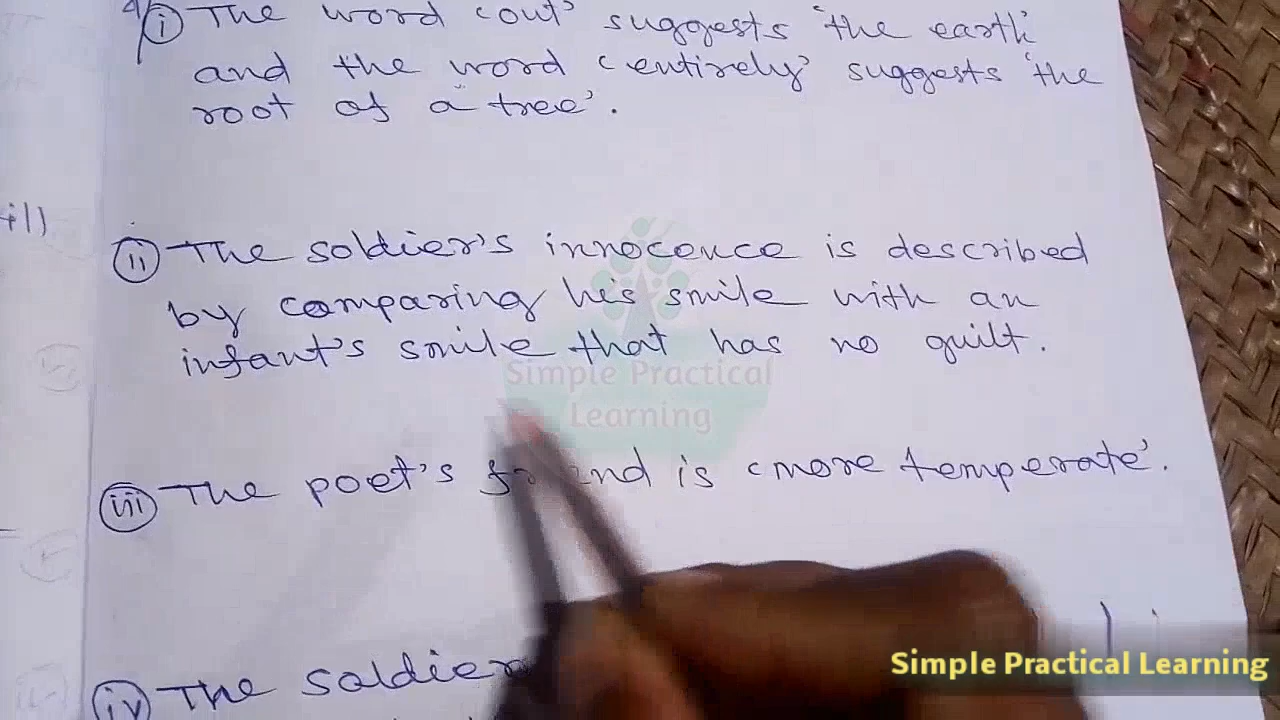 i The word 'out' suggests 'the earth'
and the word 'entirely' suggests 'the
root of a tree'.
ii The soldier's innocence is described
by comparing his smile with an
infant's smile that has no guilt.
Simple Practical
Learning
iii The poet's friend is 'more temperate'.
iv The soldier
Simple Practical Learning